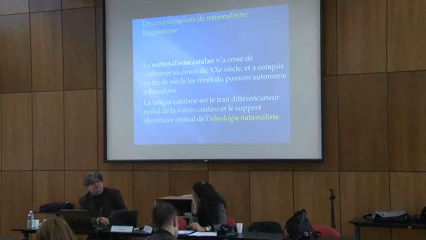 Un cas exemplaire de nationalisme
linguistique
Le nationalisme catalan n'a cessé de
s'affirmer au cours du XXe siècle, et a conquis
en fin de siècle les rênes du pouvoir autonome
à Barcelone.
La langue catalane est le trait différenciateur
nodal de la nation catalane et le support
identitaire central de l'idéologie nationaliste